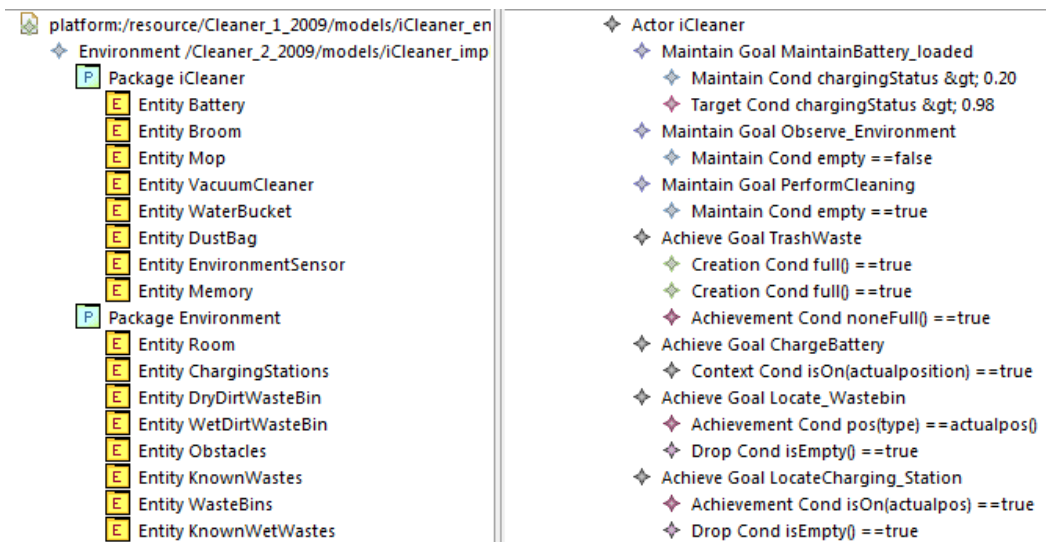 platform:/resource/Cleaner_1_2009/models/iCleaner_en
Environment /Cleaner_2_2009/models/iCleaner_imp
P Package iCleaner
E Entity Battery
E Entity Broom
E Entity Mop
E Entity VacuumCleaner
E Entity WaterBucket
E Entity DustBag
E Entity EnvironmentSensor
E Entity Memory
P Package Environment
E Entity Room
E Entity ChargingStations
E Entity DryDirtWasteBin
E Entity WetDirtWasteBin
E Entity Obstacles
E Entity KnownWastes
E Entity WasteBins
E Entity KnownWetWastes
Actor iCleaner
Maintain Goal MaintainBattery_loaded
Maintain Cond chargingStatus &gt; 0.20
Target Cond chargingStatus &gt; 0.98
Maintain Goal Observe_Environment
Maintain Cond empty ==false
Maintain Goal PerformCleaning
Maintain Cond empty ==true
Achieve Goal TrashWaste
Creation Cond full() ==true
Creation Cond full() ==true
Achievement Cond noneFull() ==true
Achieve Goal ChargeBattery
Context Cond isOn(actualposition) ==true
Achieve Goal Locate_Wastebin
Achievement Cond pos(type) ==actualpos()
Drop Cond isEmpty() ==true
Achieve Goal LocateCharging_Station
Achievement Cond isOn(actualpos) ==true
Drop Cond isEmpty() ==true